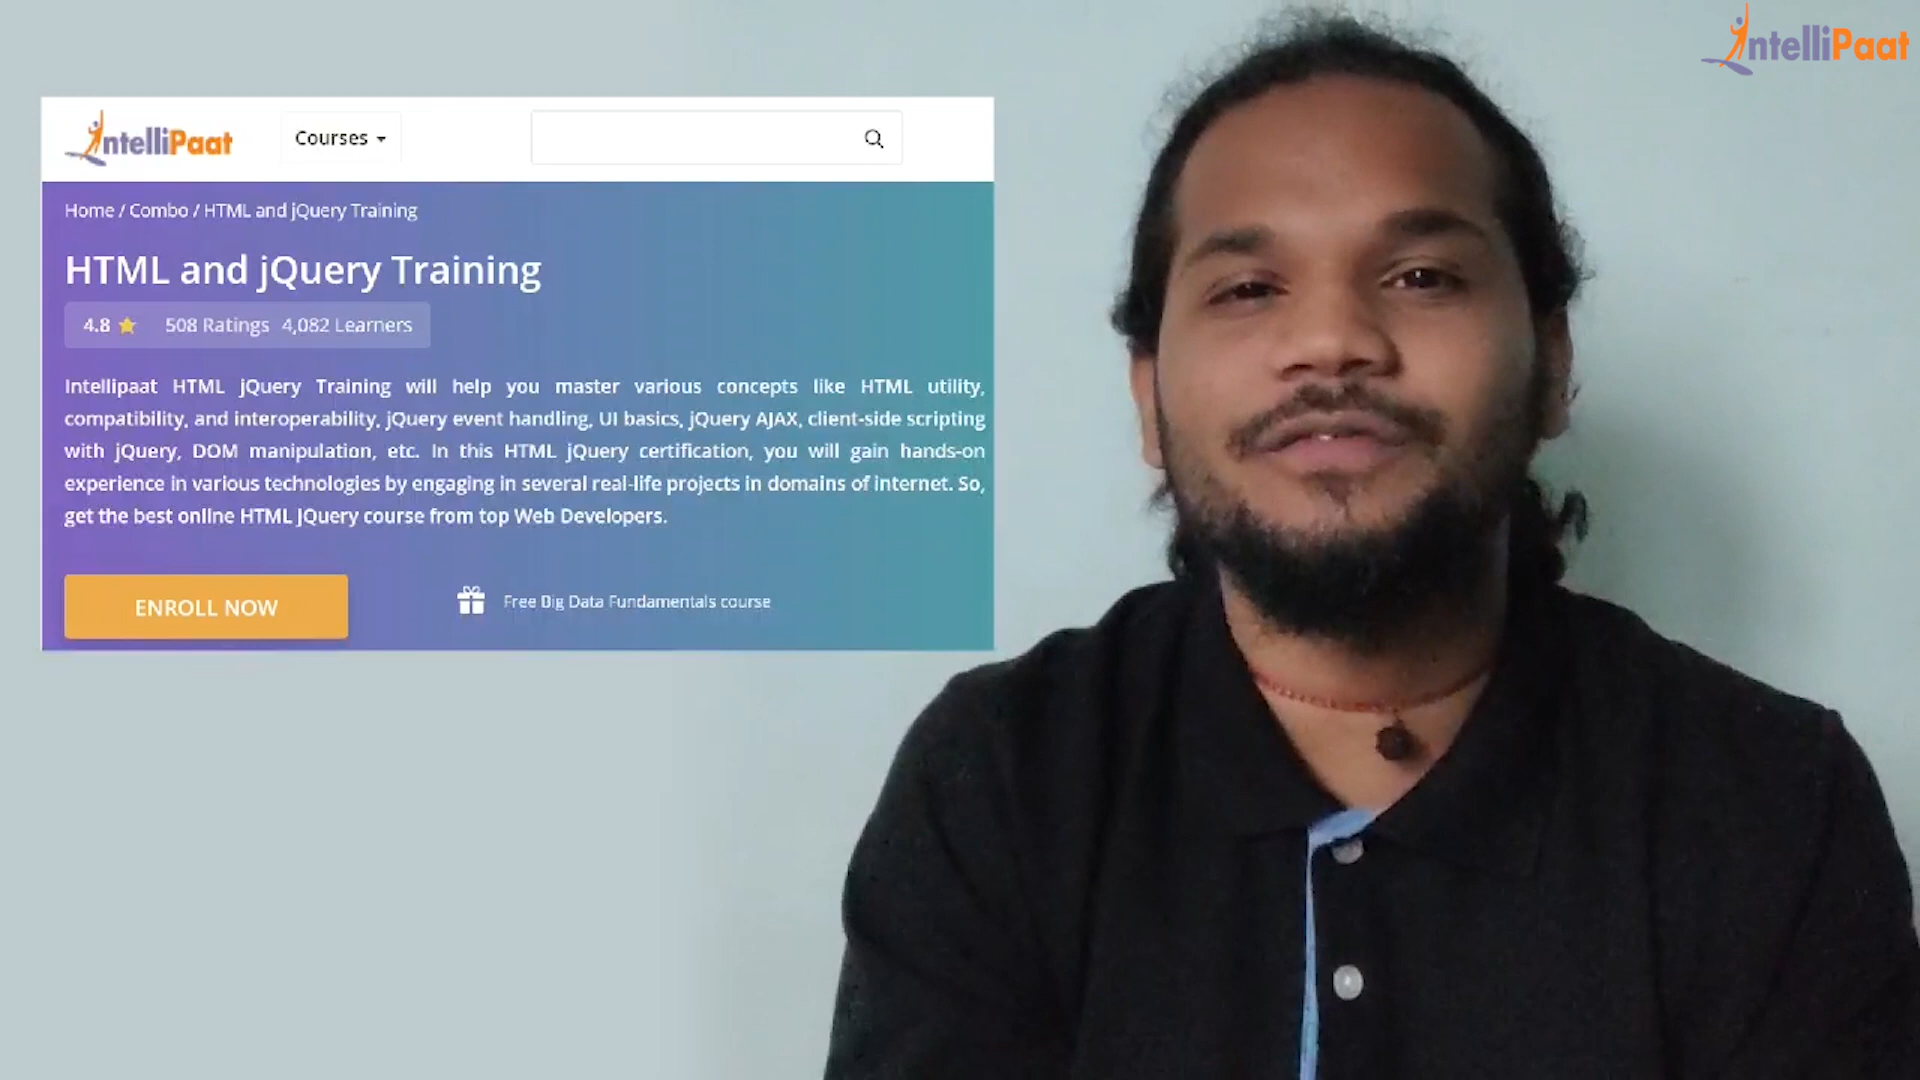 IntelliPaat
IntelliPaat Courses
Home / Combo / HTML and jQuery Training
HTML and jQuery Training
4.8 508 Ratings 4,082 Learners
Intellipaat HTML jQuery Training will help you master various concepts like HTML utility,
compatibility, and interoperability, jQuery event handling, UI basics, jQuery AJAX, client-side scripting
with jQuery, DOM manipulation, etc. In this HTML jQuery certification, you will gain hands-on
experience in various technologies by engaging in several real-life projects in domains of internet. So,
get the best online HTML jQuery course from top Web Developers.
ENROLL NOW Free Big Data Fundamentals course